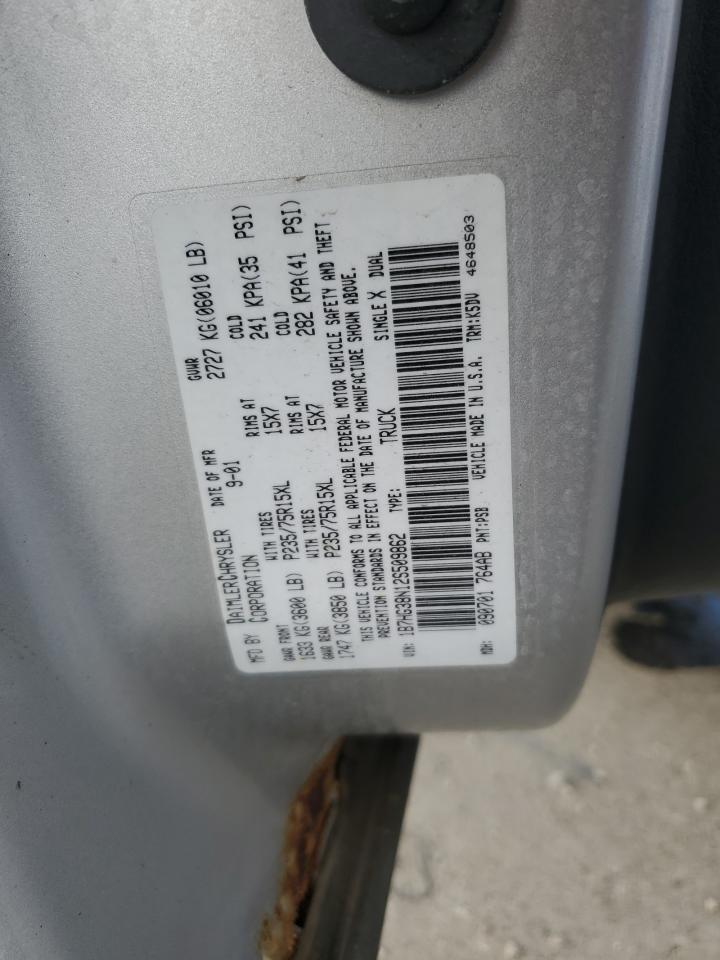 MFD BY DAIMLERCHRYSLER CORPORATION DATE OF MFR 9-01 GVWR 2727 KG(06010 LB)
GAWR FRONT 1633 KG(3600 LB) WITH TIRES P235/75R15XL RIMS AT 15X7 COLD 241 KPA(35 PSI)
GAWR REAR 1747 KG(3850 LB) WITH TIRES P235/75R15XL RIMS AT 15X7 COLD 282 KPA(41 PSI)
THIS VEHICLE CONFORMS TO ALL APPLICABLE FEDERAL MOTOR VEHICLE SAFETY AND THEFT
PREVENTION STANDARDS IN EFFECT ON THE DATE OF MANUFACTURE SHOWN ABOVE.
VIN: 1B7HG38N12S509862 TYPE: TRUCK SINGLE X DUAL
MDH: 090701 764AB PNT:PSB VEHICLE MADE IN U.S.A. TRM:K5DV 4648503